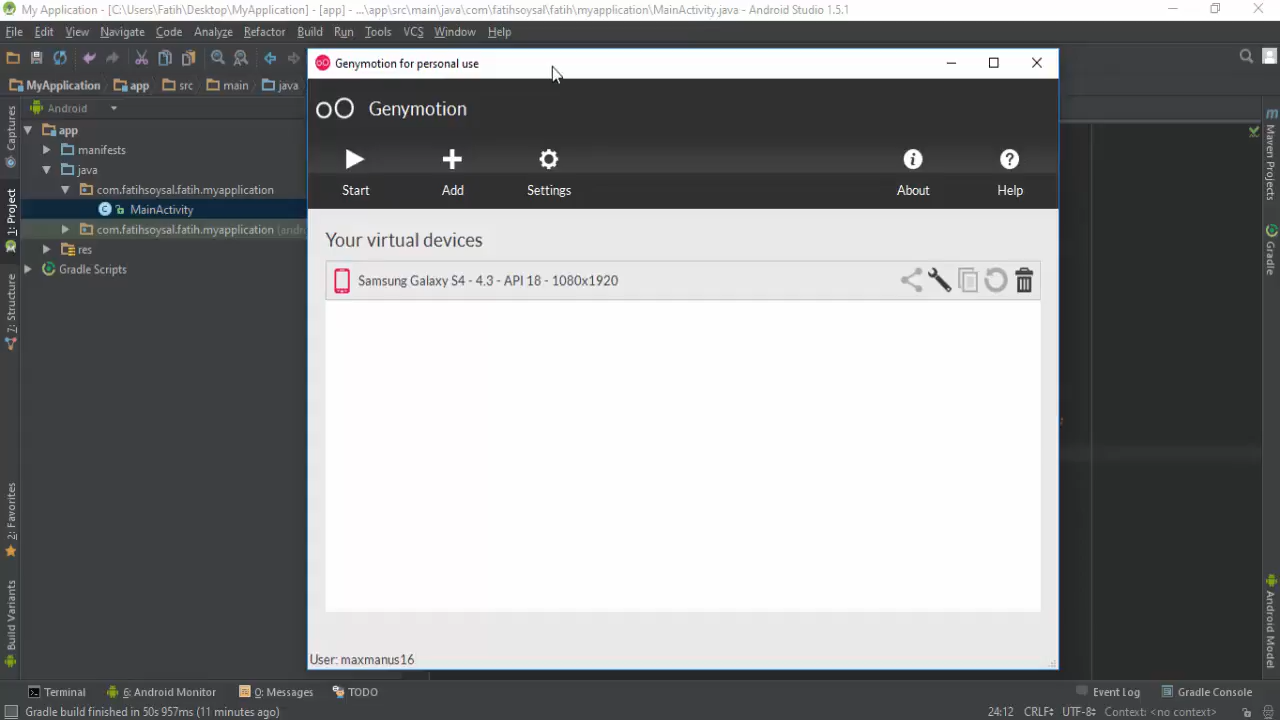 My Application - [C:\Users\Fatih\Desktop\MyApplication] - [app] - ...\app\src\main\java\com\fatihsoysal\fatih\myapplication\MainActivity.java - Android Studio 1.5.1
File Edit View Navigate Code Analyze Refactor Build Run Tools VCS Window Help
MyApplication app src main java
Android
app
manifests
java
com.fatihsoysal.fatih.myapplication
MainActivity
com.fatihsoysal.fatih.myapplication
res
Gradle Scripts
Captures
1: Project
7: Structure
2: Favorites
Build Variants
Genymotion for personal use
Genymotion
Start Add Settings About Help
Your virtual devices
Samsung Galaxy S4 - 4.3 - API 18 - 1080x1920
User: maxmanus16
Maven Projects
Gradle
Android Model
Terminal 6: Android Monitor 0: Messages TODO Event Log Gradle Console
Gradle build finished in 50s 957ms (11 minutes ago) 24:12 CRLF UTF-8 Context: <no context>